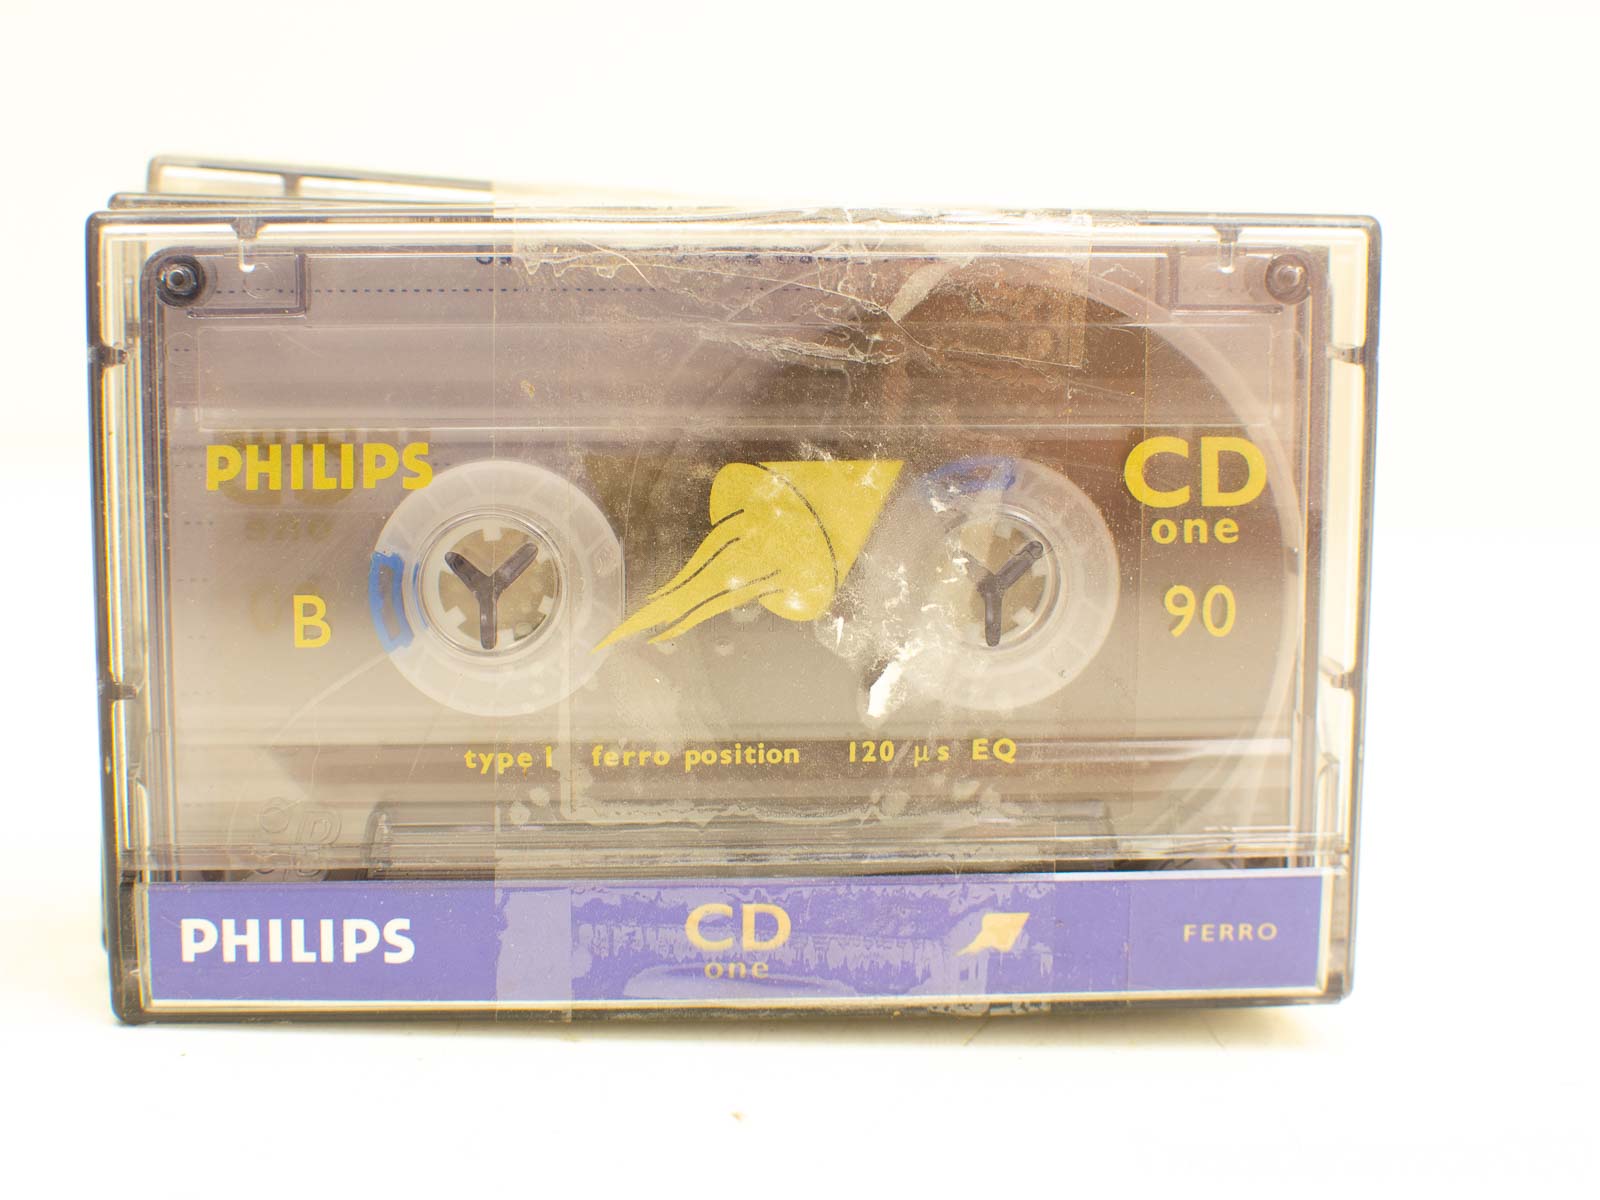 PHILIPS
CD
one
B
90
type I ferro position 120 µs EQ
PHILIPS
CD
one
FERRO